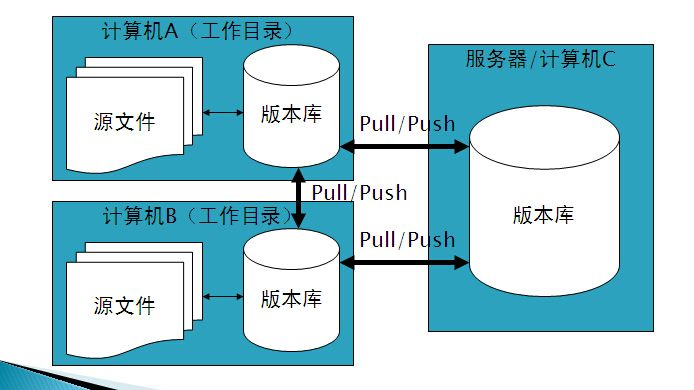 计算机A（工作目录）
源文件
版本库
Pull/Push
服务器/计算机C
版本库
Pull/Push
计算机B（工作目录）
源文件
版本库
Pull/Push